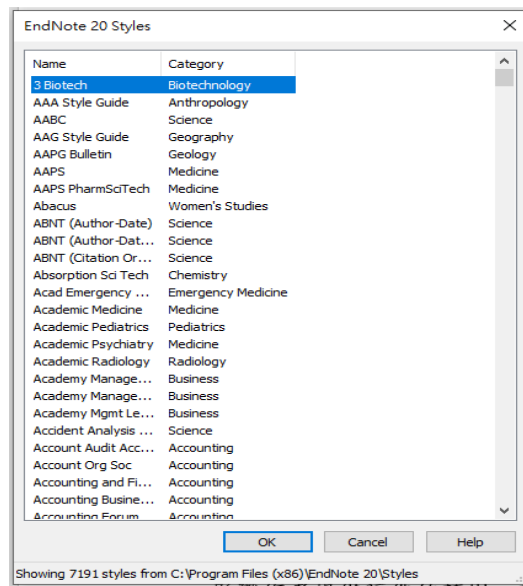 EndNote 20 Styles
Name Category
3 Biotech Biotechnology
AAA Style Guide Anthropology
AABC Science
AAG Style Guide Geography
AAPG Bulletin Geology
AAPS Medicine
AAPS PharmSciTech Medicine
Abacus Women's Studies
ABNT (Author-Date) Science
ABNT (Author-Dat... Science
ABNT (Citation Or... Science
Absorption Sci Tech Chemistry
Acad Emergency ... Emergency Medicine
Academic Medicine Medicine
Academic Pediatrics Pediatrics
Academic Psychiatry Medicine
Academic Radiology Radiology
Academy Manage... Business
Academy Manage... Business
Academy Mgmt Le... Business
Accident Analysis ... Science
Account Audit Acc... Accounting
Account Org Soc Accounting
Accounting and Fi... Accounting
Accounting Busine... Accounting
Accounting Forum Accounting
OK Cancel Help
Showing 7191 styles from C:\Program Files (x86)\EndNote 20\Styles